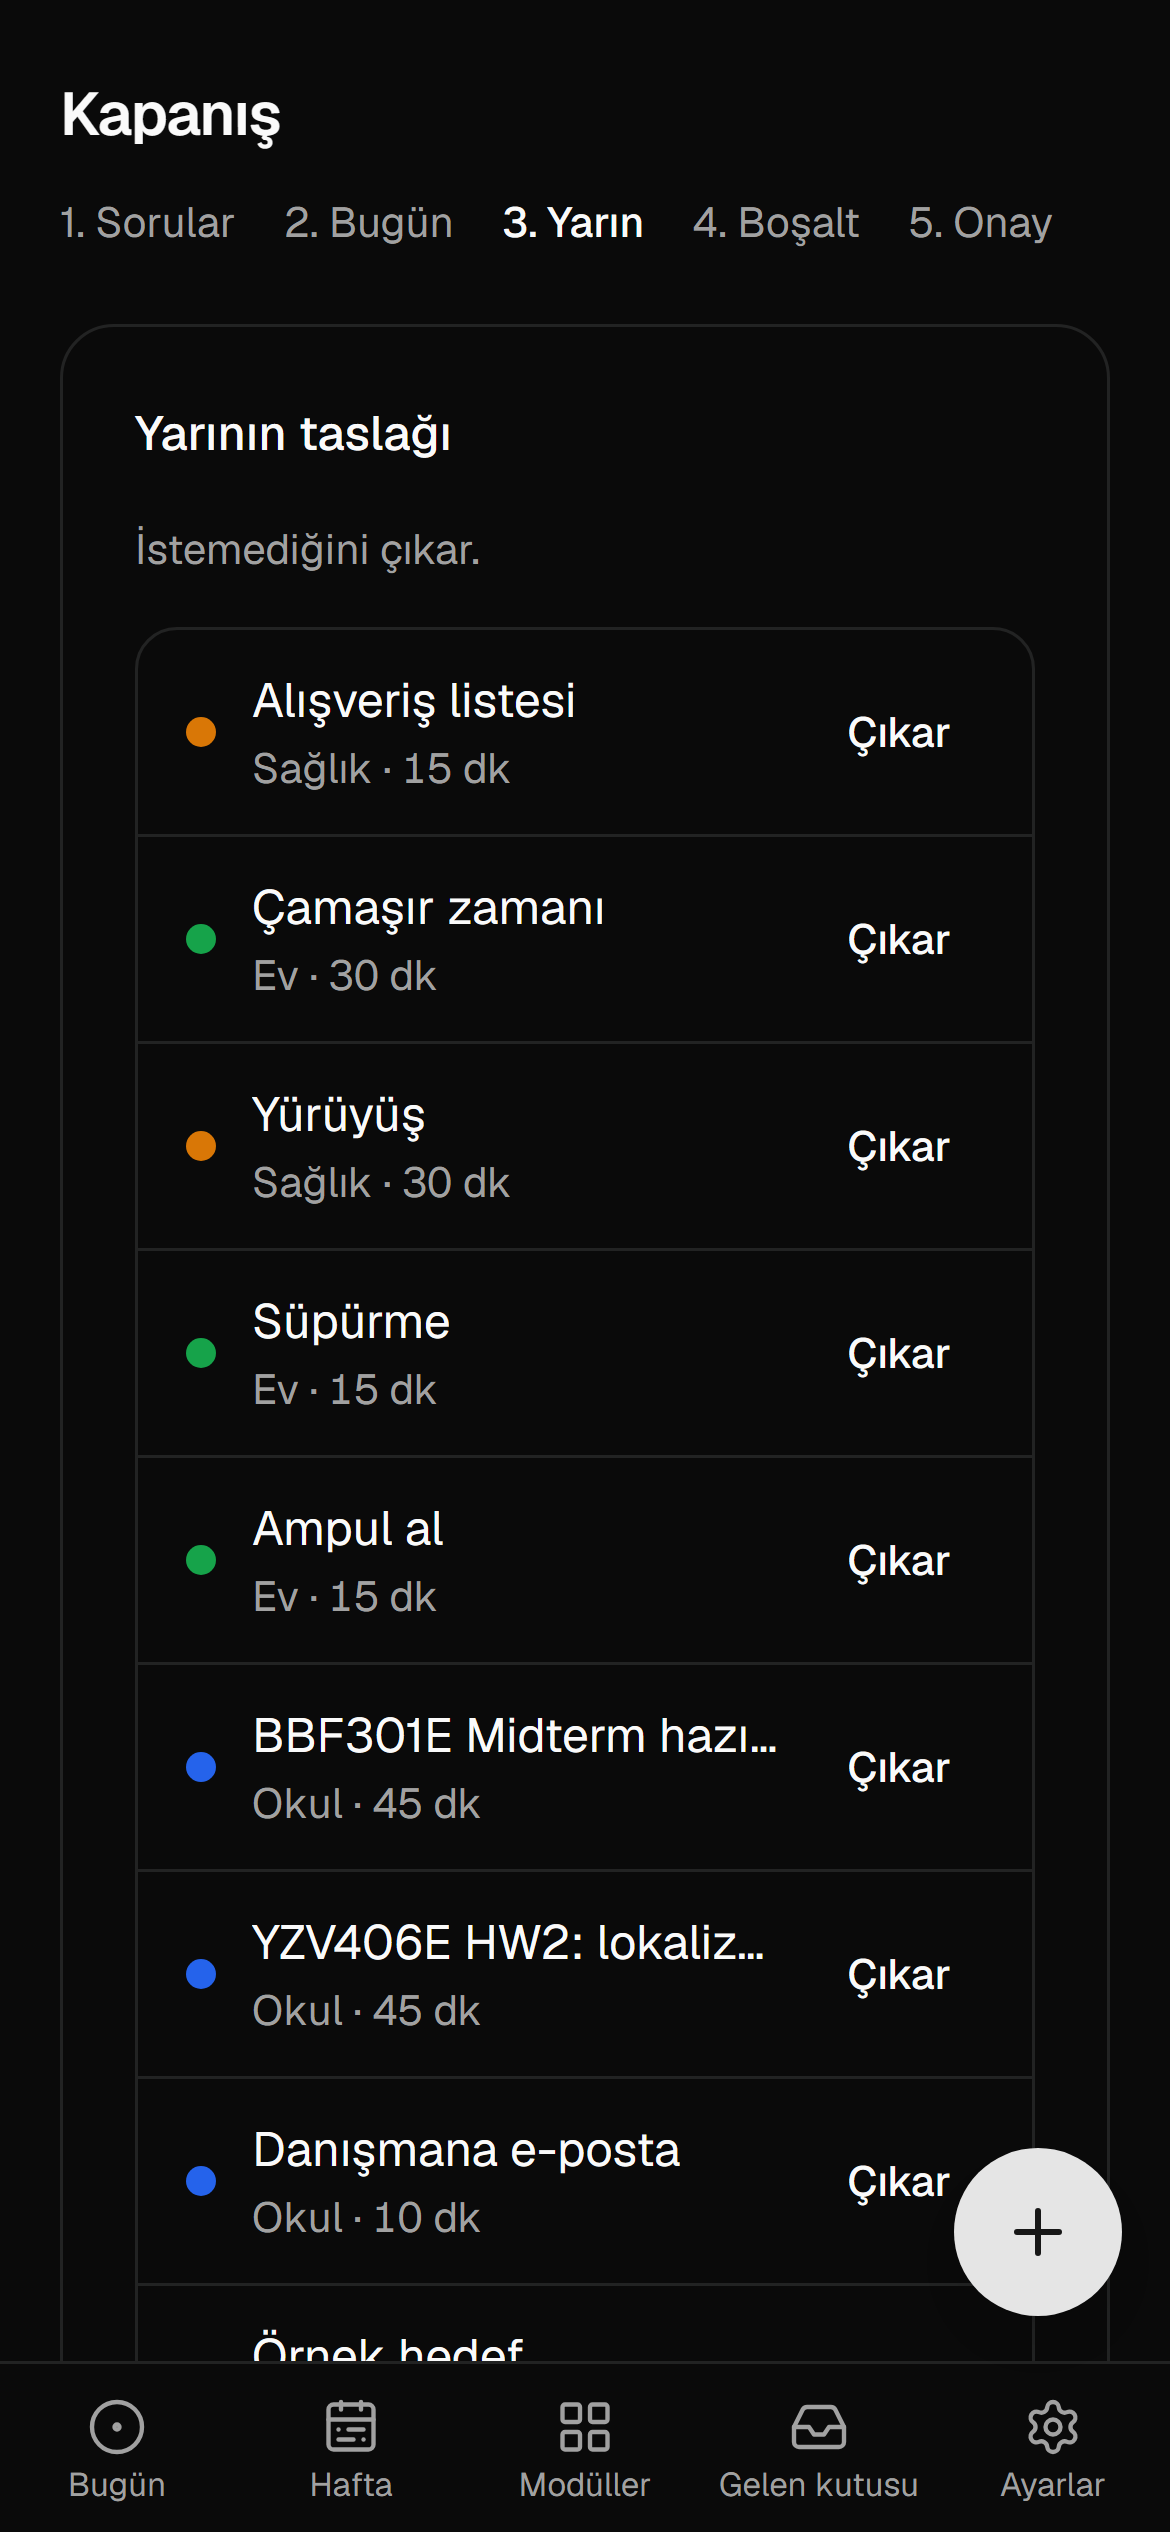 Kapanış
1. Sorular 2. Bugün 3. Yarın 4. Boşalt 5. Onay
Yarının taslağı
İstemediğini çıkar.
Alışveriş listesi
Sağlık · 15 dk
Çıkar
Çamaşır zamanı
Ev · 30 dk
Çıkar
Yürüyüş
Sağlık · 30 dk
Çıkar
Süpürme
Ev · 15 dk
Çıkar
Ampul al
Ev · 15 dk
Çıkar
BBF301E Midterm hazı...
Okul · 45 dk
Çıkar
YZV406E HW2: lokaliz...
Okul · 45 dk
Çıkar
Danışmana e-posta
Okul · 10 dk
Çıkar
Örnek hedef
Bugün Hafta Modüller Gelen kutusu Ayarlar